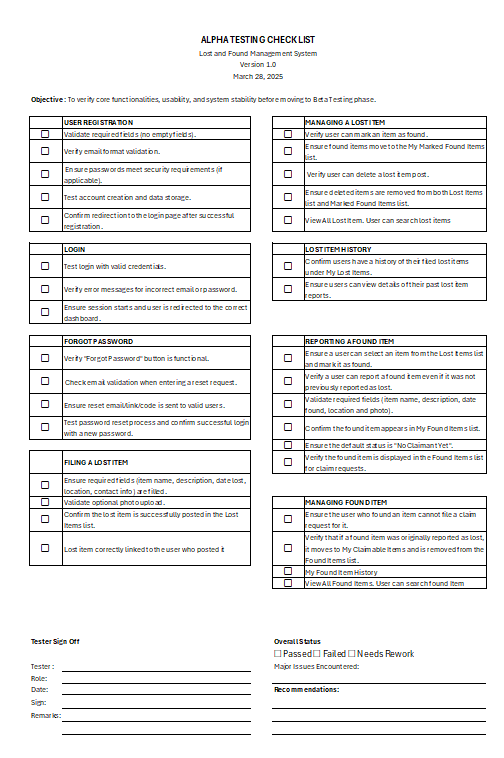 ALPHA TESTING CHECKLIST
Lost and Found Management System
Version 1.0
March 28, 2025
Objective: To verify core functionalities, usability, and system stability before moving to Beta Testing phase.
USER REGISTRATION
☐ Validate required fields (no empty fields).
☐ Verify email format validation.
☐ Ensure passwords meet security requirements (if
applicable).
☐ Test account creation and data storage.
☐ Confirm redirection to the login page after successful
registration.
LOGIN
☐ Test login with valid credentials.
☐ Verify error messages for incorrect email or password.
☐ Ensure session starts and user is redirected to the correct
dashboard.
FORGOT PASSWORD
☐ Verify "Forgot Password" button is functional.
☐ Check email validation when entering a reset request.
☐ Ensure reset email/link/code is sent to valid users.
☐ Test password reset process and confirm successful login
with a new password.
FILING A LOST ITEM
☐ Ensure required fields (item name, description, date lost,
location, contact info) are filled.
☐ Validate optional photo upload.
☐ Confirm the lost item is successfully posted in the Lost
Items list.
☐ Lost item correctly linked to the user who posted it
MANAGING A LOST ITEM
☐ Verify user can mark an item as found.
☐ Ensure found items move to the My Marked Found Items
list.
☐ Verify user can delete a lost item post.
☐ Ensure deleted items are removed from both Lost Items
list and Marked Found Items list.
☐ View All Lost Item. User can search lost items
LOST ITEM HISTORY
☐ Confirm users have a history of their filed lost items
under My Lost Items.
☐ Ensure users can view details of their past lost item
reports.
REPORTING A FOUND ITEM
☐ Ensure a user can select an item from the Lost Items list
and mark it as found.
☐ Verify a user can report a found item even if it was not
previously reported as lost.
☐ Validate required fields (item name, description, date
found, location and photo).
☐ Confirm the found item appears in My Found Items list.
☐ Ensure the default status is "No Claimant Yet".
☐ Verify the found item is displayed in the Found Items list
for claim requests.
MANAGING FOUND ITEM
☐ Ensure the user who found an item cannot file a claim
request for it.
☐ Verify that if a found item was originally reported as lost,
it moves to My Claimable Items and is removed from the
Found Items list.
☐ My Found Item History
☐ View All Found Items. User can search found Item
Tester Sign Off
Tester :
Role:
Date:
Sign:
Remarks:
Overall Status
☐ Passed ☐ Failed ☐ Needs Rework
Major Issues Encountered:
Recommendations: